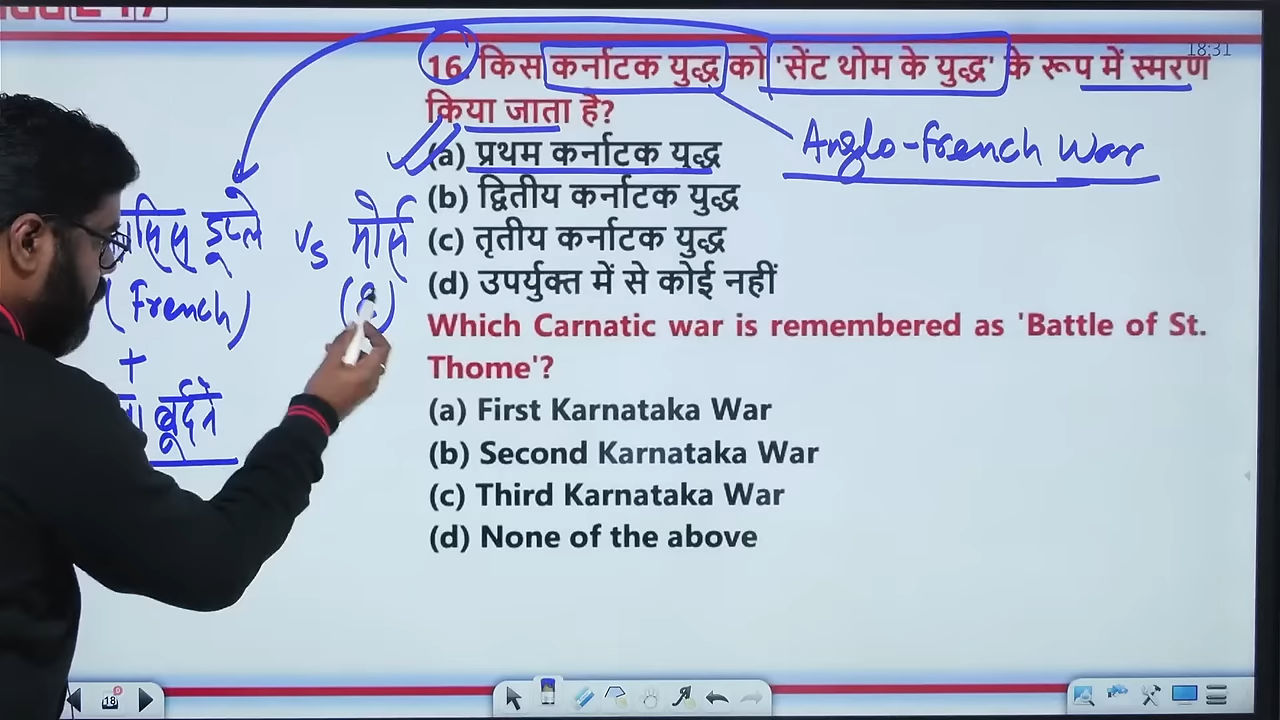 18:31
16. किस कर्नाटक युद्ध को 'सेंट थोम के युद्ध' के रूप में स्मरण
किया जाता है?
(a) प्रथम कर्नाटक युद्ध
Anglo-French War
(b) द्वितीय कर्नाटक युद्ध
(c) तृतीय कर्नाटक युद्ध
(d) उपर्युक्त में से कोई नहीं
डूप्ले vs मोर्स
(French)
+
Which Carnatic war is remembered as 'Battle of St.
Thome'?
(a) First Karnataka War
(b) Second Karnataka War
(c) Third Karnataka War
(d) None of the above
18